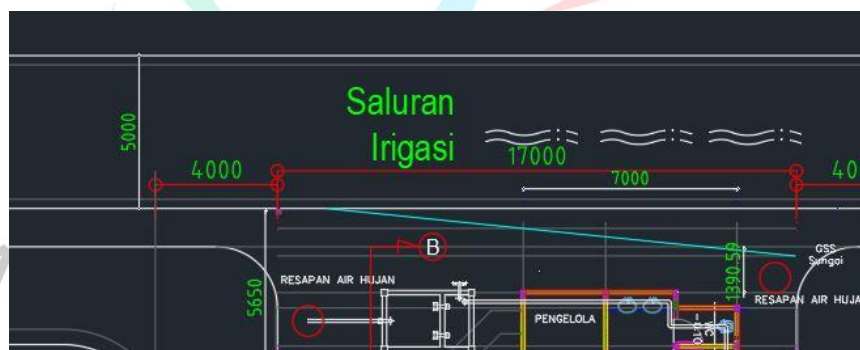 Saluran
Irigasi
5000
4000
17000
7000
40
B
GSS
Sungai
1390.59
RESAPAN AIR HUJAN
5650
RESAPAN AIR HUJA
PENGELOLA
WC